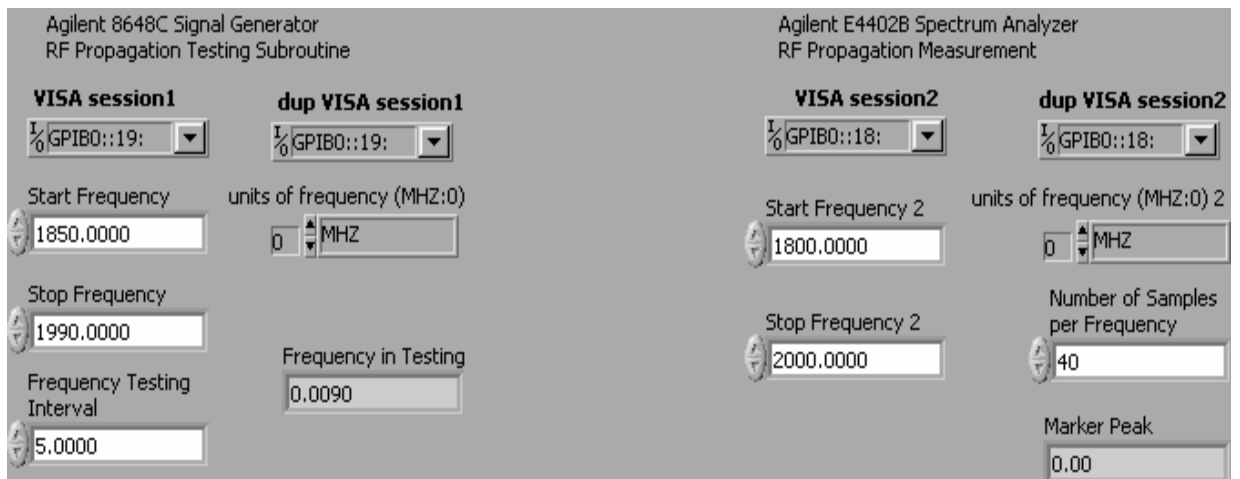 Agilent 8648C Signal Generator
RF Propagation Testing Subroutine
VISA session1
dup VISA session1
I/O GPIB0::19:
I/O GPIB0::19:
Start Frequency
units of frequency (MHZ:0)
1850.0000
0 MHZ
Stop Frequency
1990.0000
Frequency in Testing
0.0090
Frequency Testing
Interval
5.0000
Agilent E4402B Spectrum Analyzer
RF Propagation Measurement
VISA session2
dup VISA session2
I/O GPIB0::18:
I/O GPIB0::18:
Start Frequency 2
units of frequency (MHZ:0) 2
1800.0000
0 MHZ
Stop Frequency 2
2000.0000
Number of Samples
per Frequency
40
Marker Peak
0.00